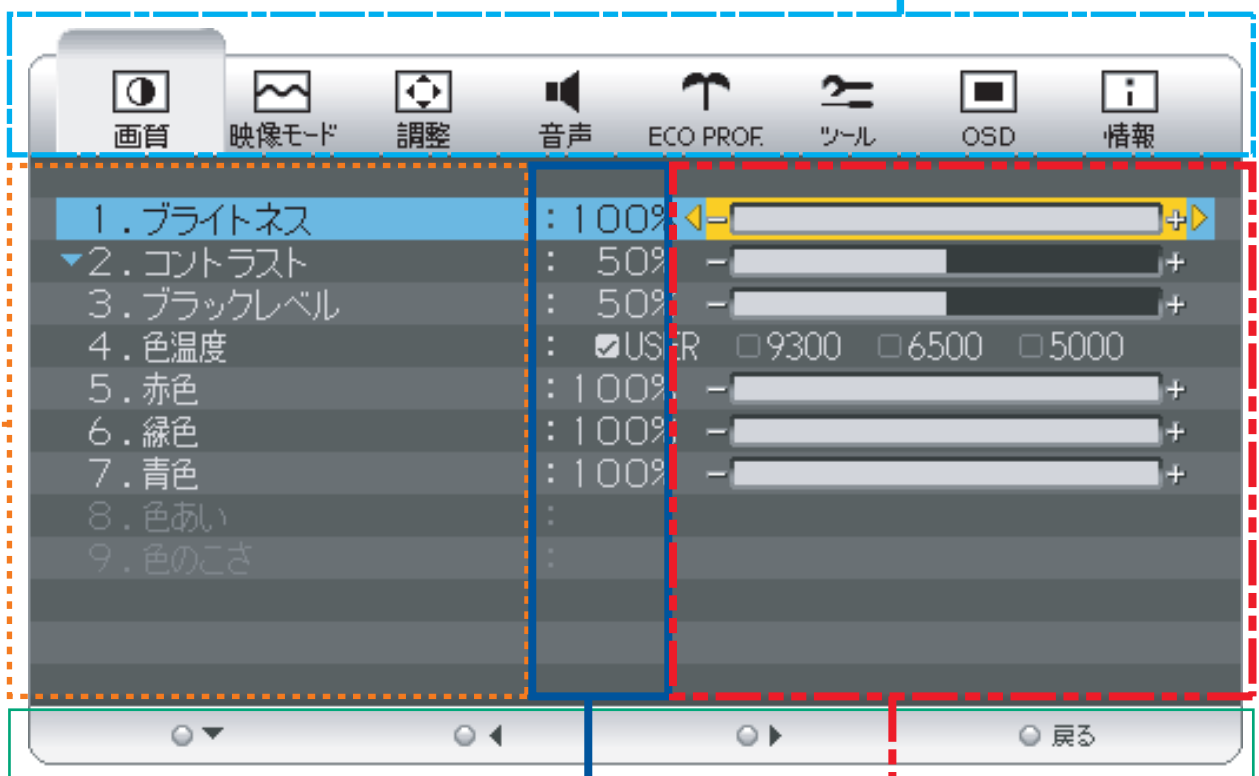 画質 映像モード 調整 音声 ECO PROF. ツール OSD 情報
1.ブライトネス : 100% - +
2.コントラスト : 50% - +
3.ブラックレベル : 50% - +
4.色温度 : USER 9300 6500 5000
5.赤色 : 100% - +
6.緑色 : 100% - +
7.青色 : 100% - +
8.色あい :
9.色のこさ :
戻る